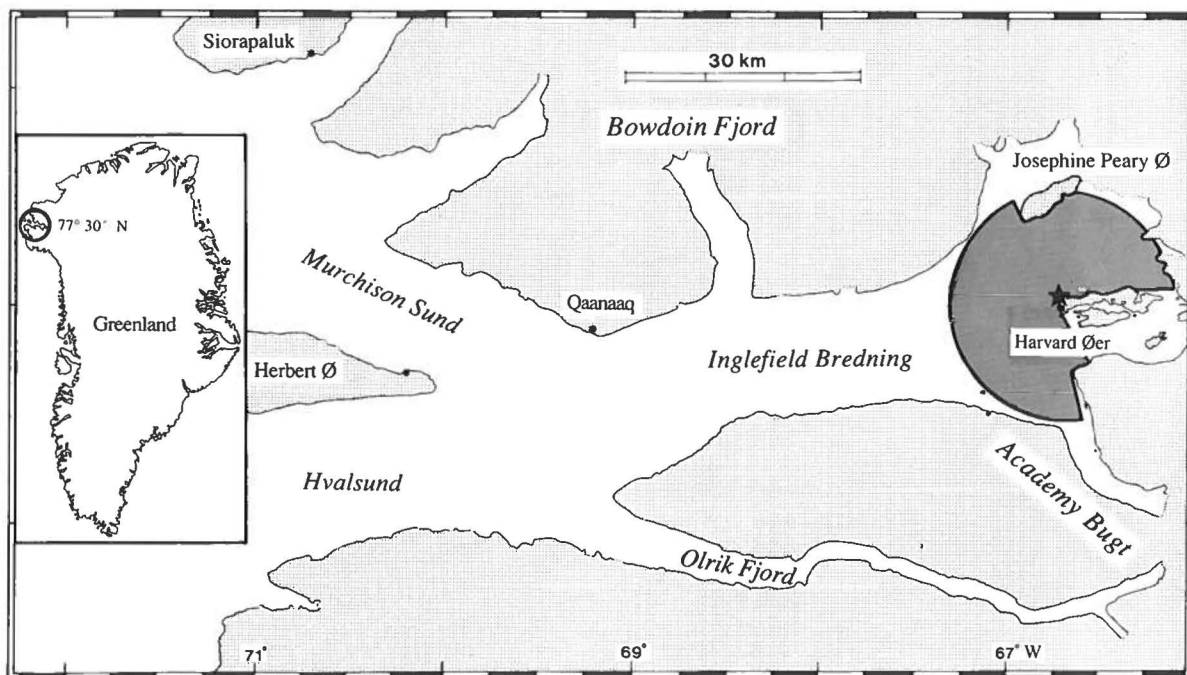 Siorapaluk
30 km
Bowdoin Fjord
Josephine Peary Ø
77° 30" N
Murchison Sund
Qaanaaq
Greenland
Harvard Øer
Inglefield Bredning
Herbert Ø
Hvalsund
Academy Bugt
Olrik Fjord
71°
69°
67° W